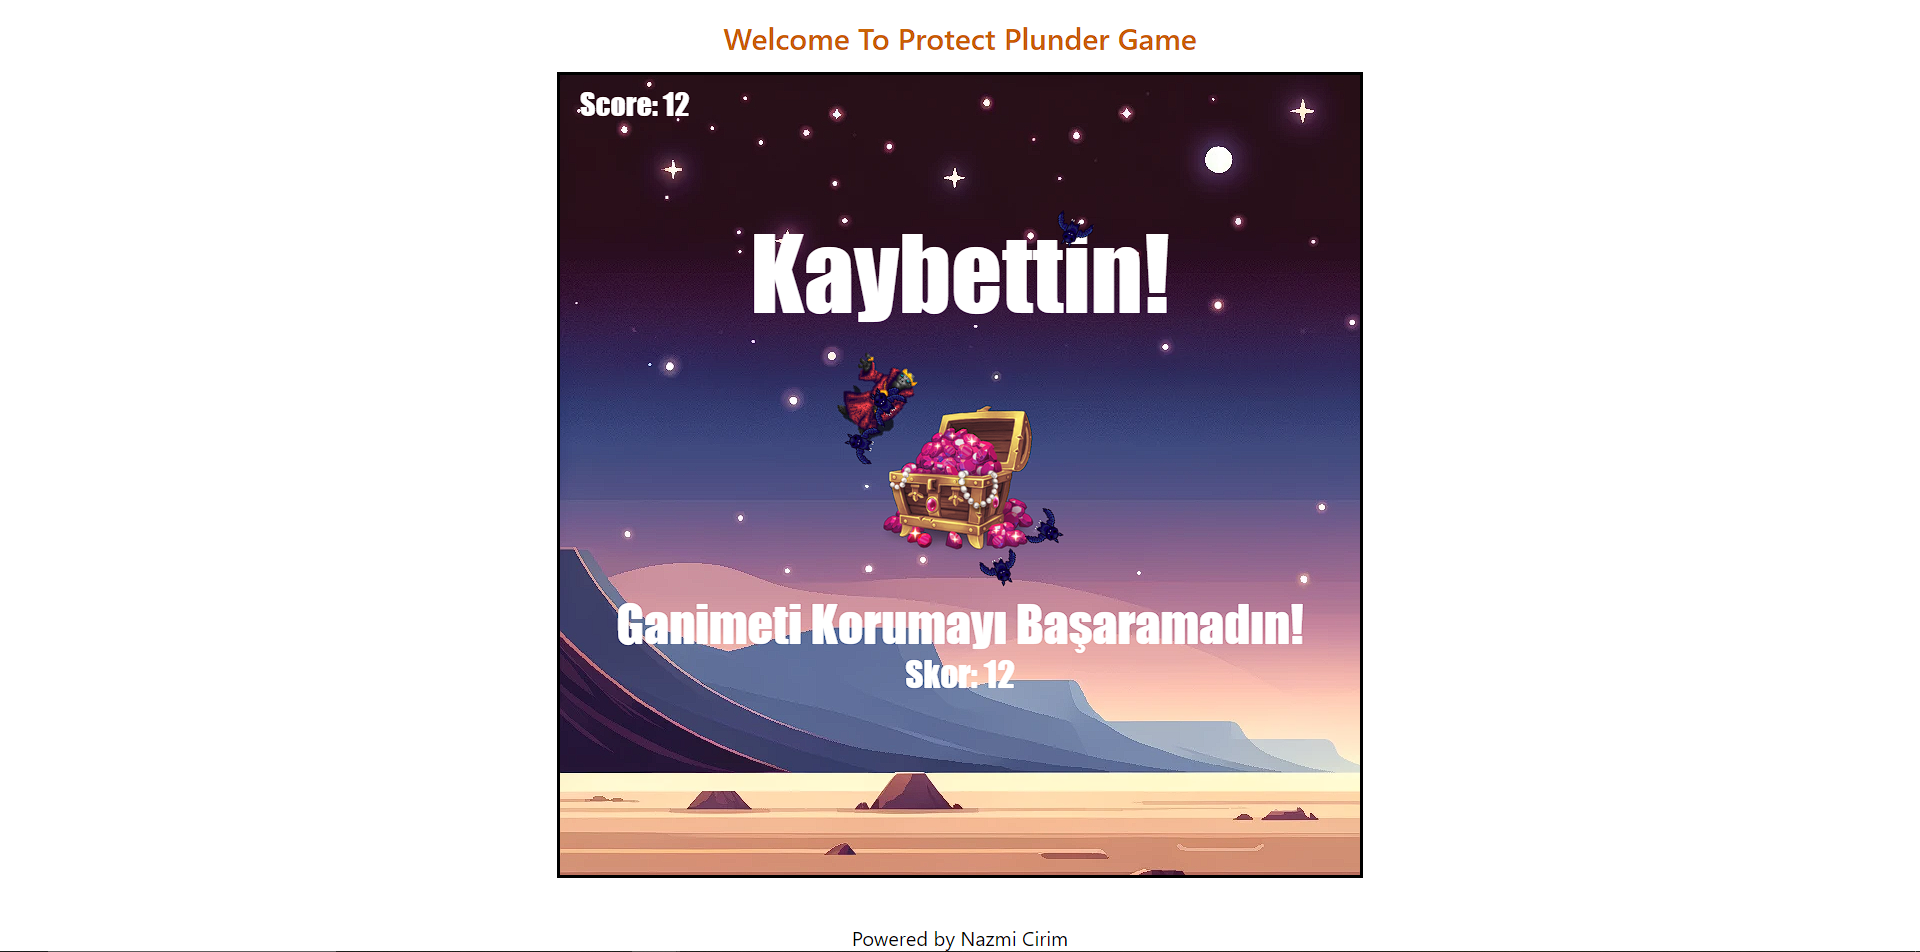 Welcome To Protect Plunder Game
Score: 12
Kaybettin!
Ganimeti Korumayı Başaramadın!
Skor: 12
Powered by Nazmi Cirim